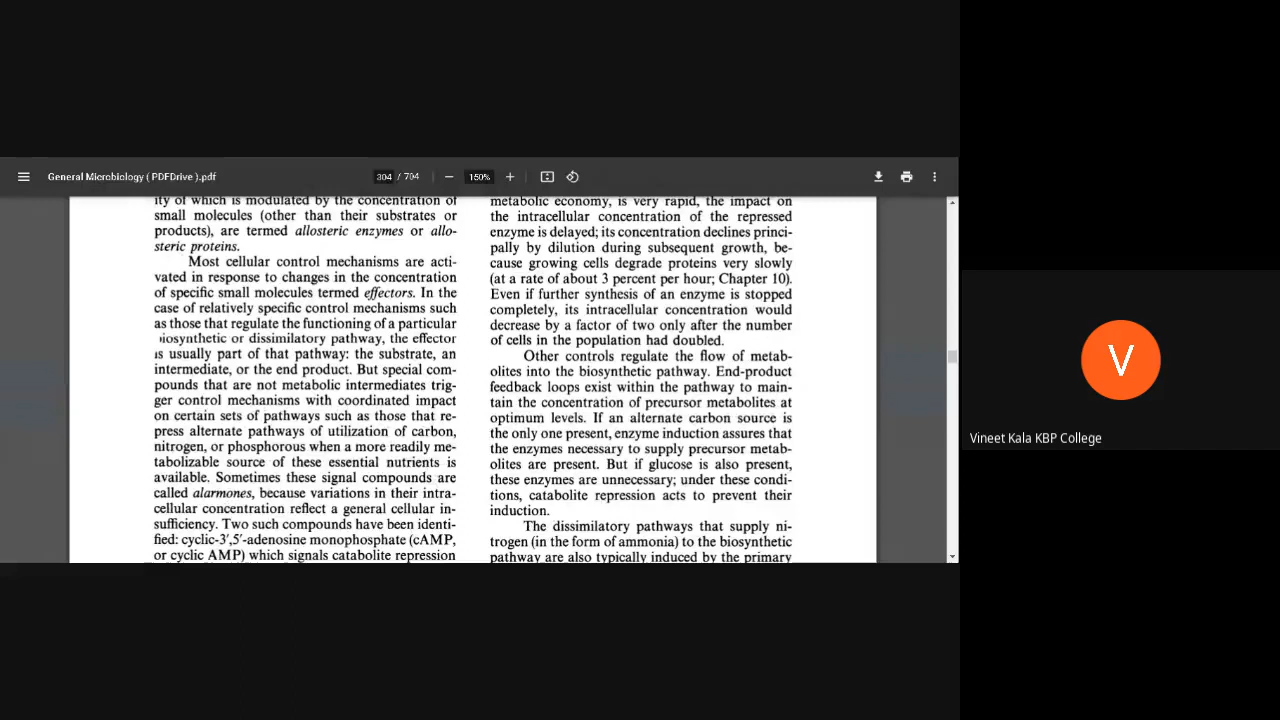 General Microbiology ( PDFDrive ).pdf
304 / 704
150%
ity of which is modulated by the concentration of
small molecules (other than their substrates or
products), are termed allosteric enzymes or allo-
steric proteins.
Most cellular control mechanisms are acti-
vated in response to changes in the concentration
of specific small molecules termed effectors. In the
case of relatively specific control mechanisms such
as those that regulate the functioning of a particular
iosynthetic or dissimilatory pathway, the effector
is usually part of that pathway: the substrate, an
intermediate, or the end product. But special com-
pounds that are not metabolic intermediates trig-
ger control mechanisms with coordinated impact
on certain sets of pathways such as those that re-
press alternate pathways of utilization of carbon,
nitrogen, or phosphorous when a more readily me-
tabolizable source of these essential nutrients is
available. Sometimes these signal compounds are
called alarmones, because variations in their intra-
cellular concentration reflect a general cellular in-
sufficiency. Two such compounds have been identi-
fied: cyclic-3′,5′-adenosine monophosphate (cAMP,
or cyclic AMP) which signals catabolite repression
metabolic economy, is very rapid, the impact on
the intracellular concentration of the repressed
enzyme is delayed; its concentration declines princi-
pally by dilution during subsequent growth, be-
cause growing cells degrade proteins very slowly
(at a rate of about 3 percent per hour; Chapter 10).
Even if further synthesis of an enzyme is stopped
completely, its intracellular concentration would
decrease by a factor of two only after the number
of cells in the population had doubled.
Other controls regulate the flow of metab-
olites into the biosynthetic pathway. End-product
feedback loops exist within the pathway to main-
tain the concentration of precursor metabolites at
optimum levels. If an alternate carbon source is
the only one present, enzyme induction assures that
the enzymes necessary to supply precursor metab-
olites are present. But if glucose is also present,
these enzymes are unnecessary; under these condi-
tions, catabolite repression acts to prevent their
induction.
The dissimilatory pathways that supply ni-
trogen (in the form of ammonia) to the biosynthetic
pathway are also typically induced by the primary
V
Vineet Kala KBP College